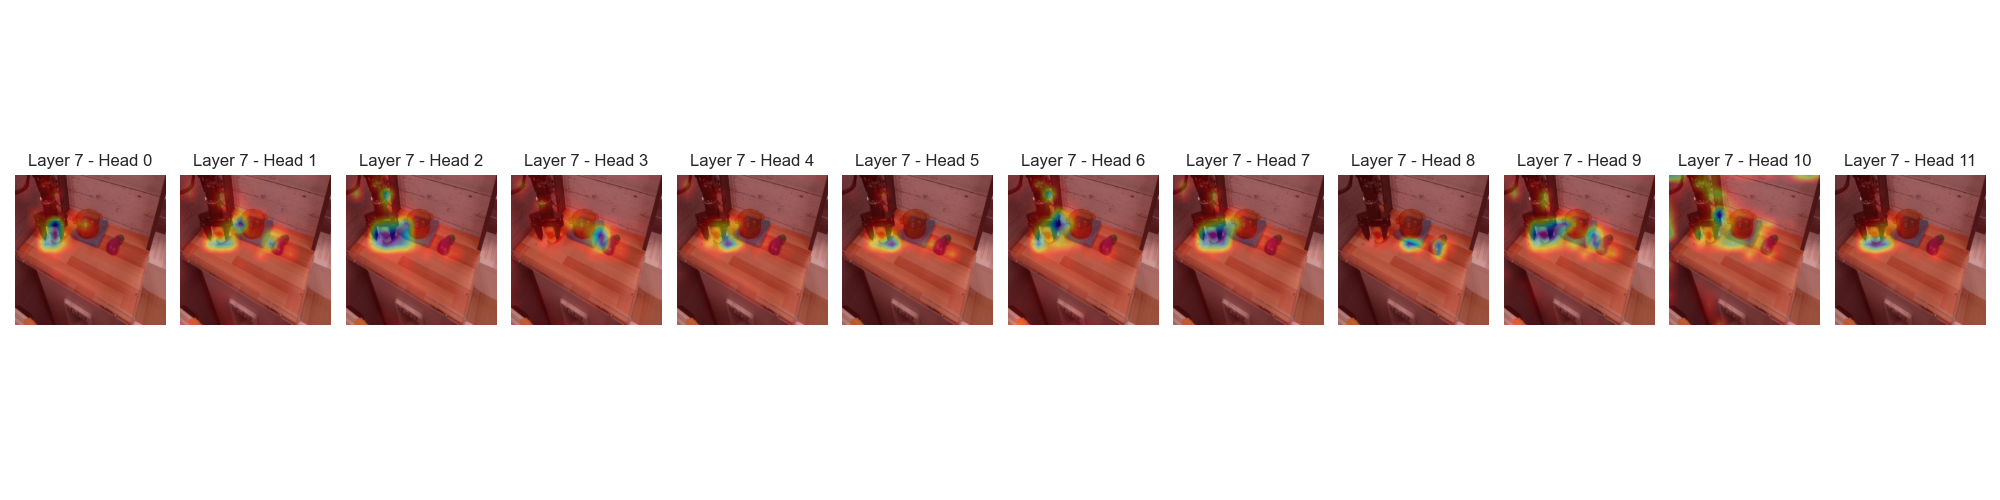 Layer 7 - Head 0
Layer 7 - Head 1
Layer 7 - Head 2
Layer 7 - Head 3
Layer 7 - Head 4
Layer 7 - Head 5
Layer 7 - Head 6
Layer 7 - Head 7
Layer 7 - Head 8
Layer 7 - Head 9
Layer 7 - Head 10
Layer 7 - Head 11